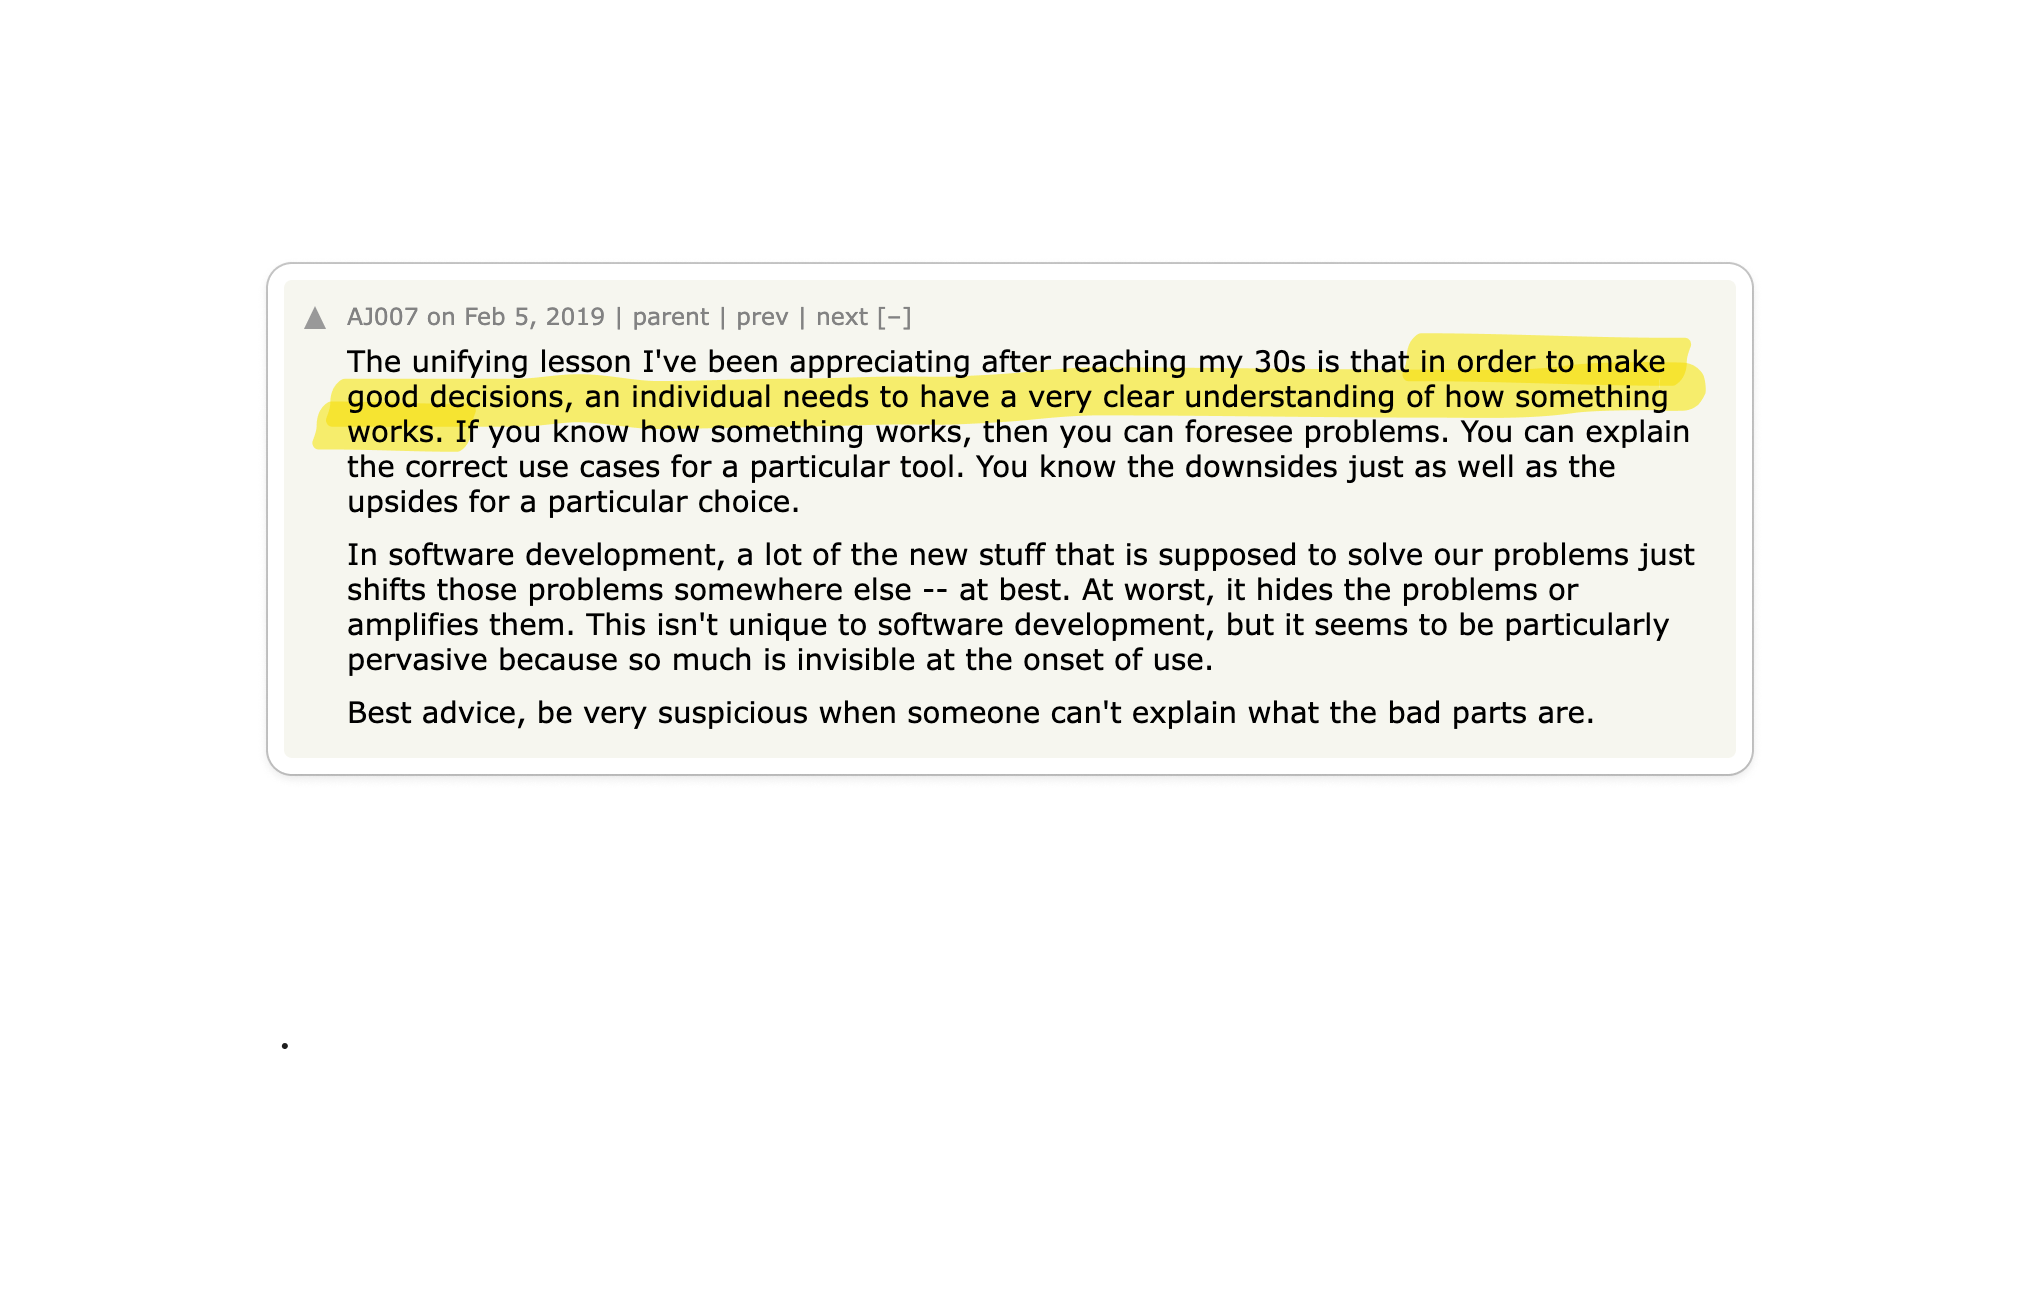 ▲ AJ007 on Feb 5, 2019 | parent | prev | next [–]
The unifying lesson I've been appreciating after reaching my 30s is that in order to make
good decisions, an individual needs to have a very clear understanding of how something
works. If you know how something works, then you can foresee problems. You can explain
the correct use cases for a particular tool. You know the downsides just as well as the
upsides for a particular choice.
In software development, a lot of the new stuff that is supposed to solve our problems just
shifts those problems somewhere else -- at best. At worst, it hides the problems or
amplifies them. This isn't unique to software development, but it seems to be particularly
pervasive because so much is invisible at the onset of use.
Best advice, be very suspicious when someone can't explain what the bad parts are.
.